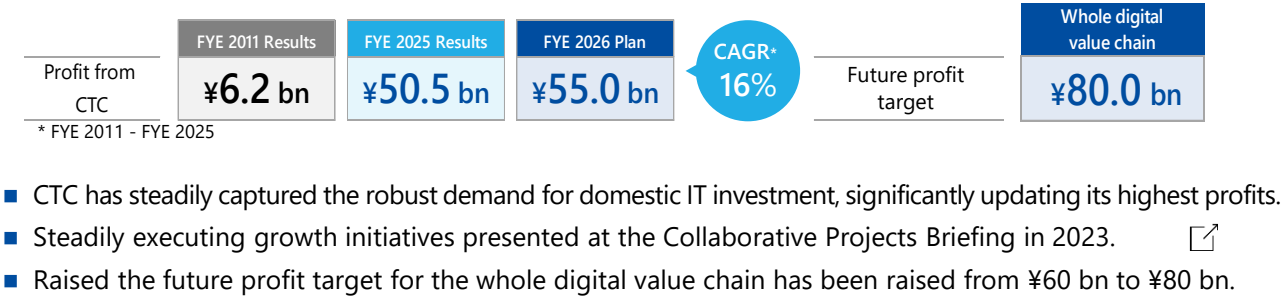 Whole digital
value chain
FYE 2011 Results
FYE 2025 Results
FYE 2026 Plan
CAGR*
16%
Profit from
CTC
¥6.2 bn
¥50.5 bn
¥55.0 bn
Future profit
target
¥80.0 bn
* FYE 2011 - FYE 2025
■ CTC has steadily captured the robust demand for domestic IT investment, significantly updating its highest profits.
■ Steadily executing growth initiatives presented at the Collaborative Projects Briefing in 2023.
■ Raised the future profit target for the whole digital value chain has been raised from ¥60 bn to ¥80 bn.